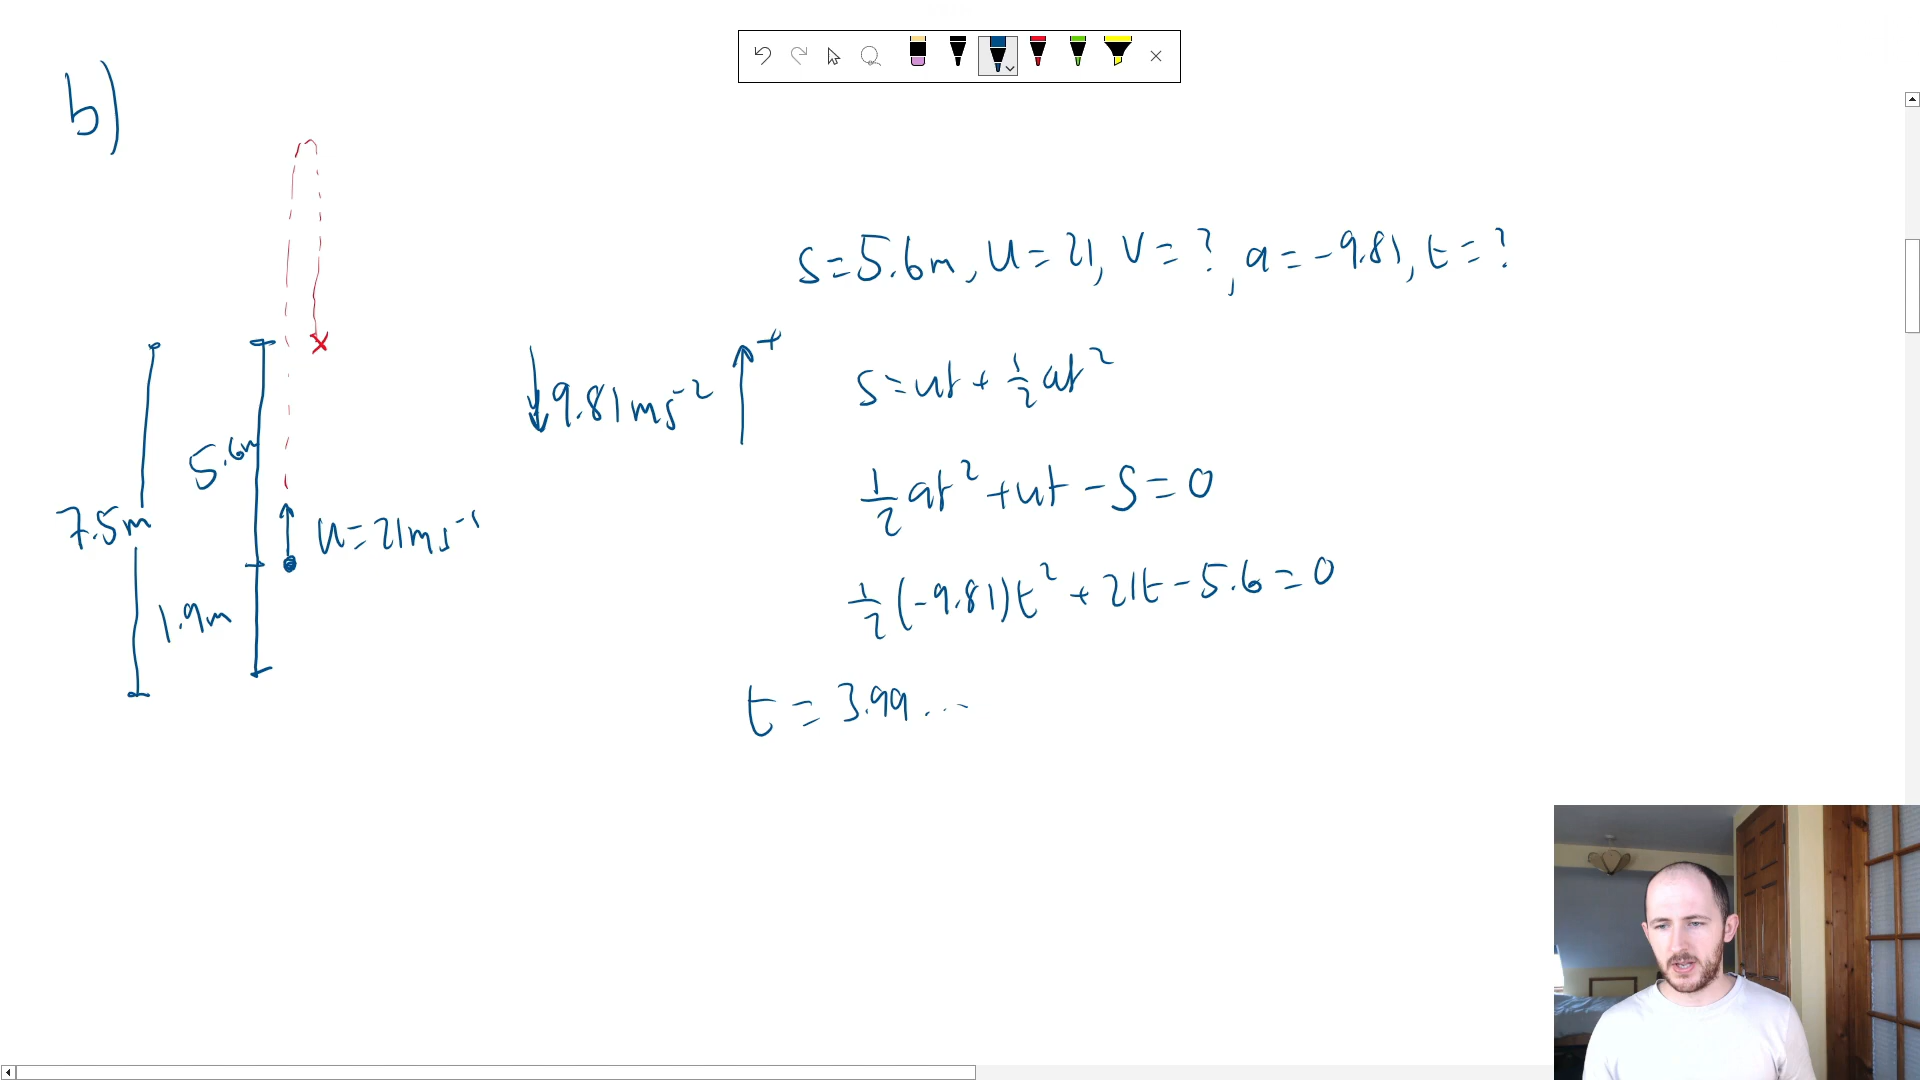 b)
s=5.6m, u=21, v=?, a=-9.81, t=?
+
9.81ms⁻²
s=ut+½at²
5.6m
½at²+ut-s=0
7.5m
u=21ms⁻¹
½(-9.81)t²+21t-5.6=0
1.9m
t=3.99...